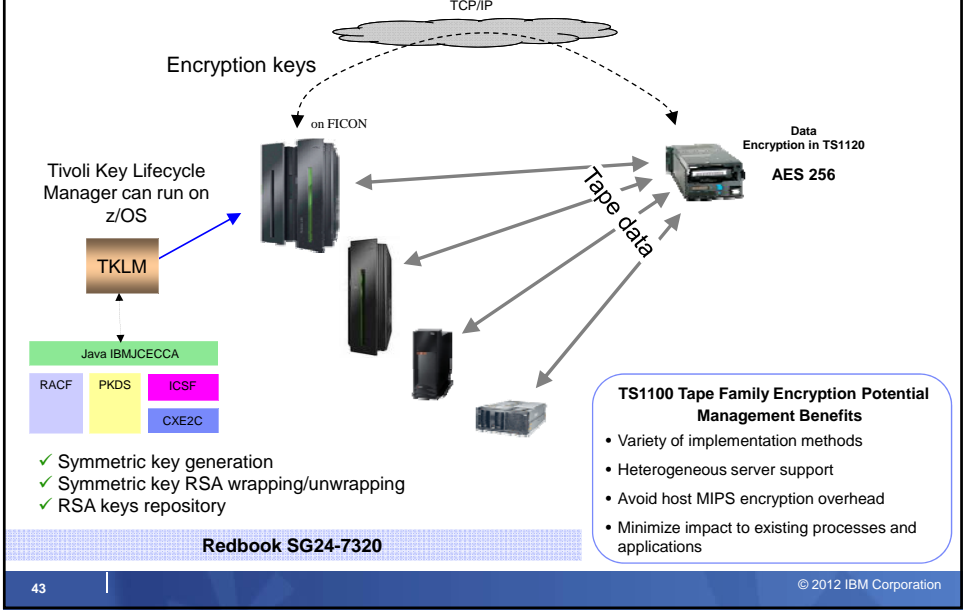 TCP/IP
Encryption keys
on FICON
Data
Encryption in TS1120
AES 256
Tivoli Key Lifecycle
Manager can run on
z/OS
Tape data
TKLM
Java IBMJCECCA
RACF
PKDS
ICSF
CXE2C
✓ Symmetric key generation
✓ Symmetric key RSA wrapping/unwrapping
✓ RSA keys repository
TS1100 Tape Family Encryption Potential
Management Benefits
• Variety of implementation methods
• Heterogeneous server support
• Avoid host MIPS encryption overhead
• Minimize impact to existing processes and
applications
Redbook SG24-7320
43
© 2012 IBM Corporation